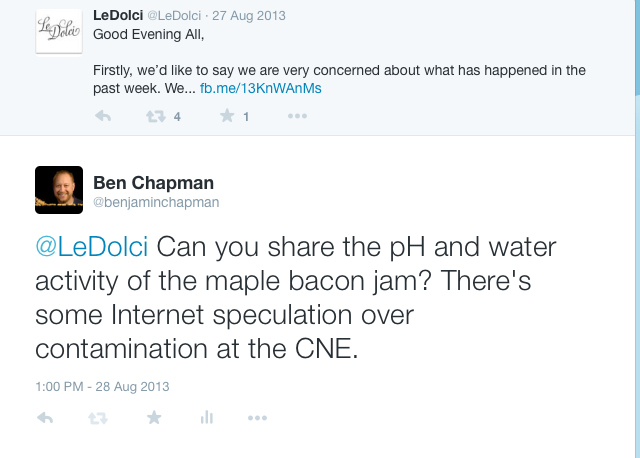 Le Dolci
LeDolci @LeDolci · 27 Aug 2013
Good Evening All,
Firstly, we’d like to say we are very concerned about what has happened in the
past week. We... fb.me/13KnWAnMs
4 1
Ben Chapman
@benjaminchapman
@LeDolci Can you share the pH and water
activity of the maple bacon jam? There's
some Internet speculation over
contamination at the CNE.
1:00 PM - 28 Aug 2013